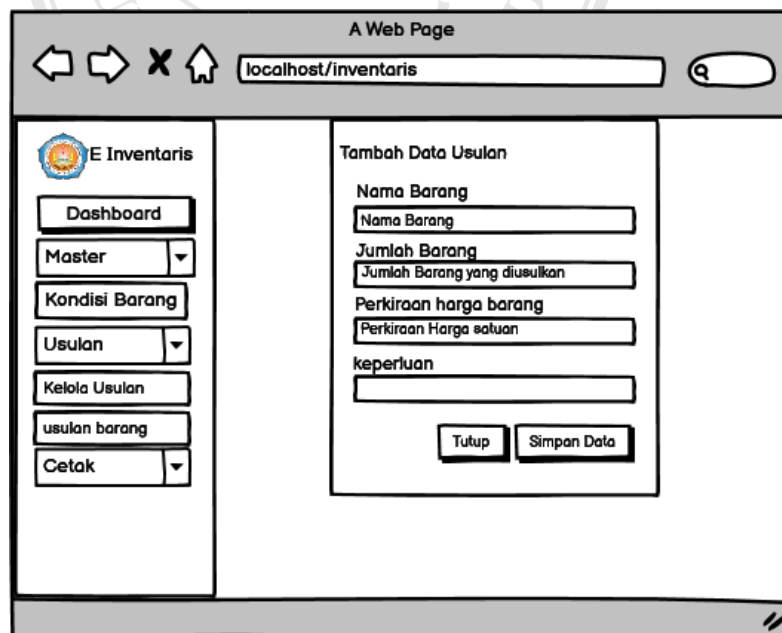 A Web Page
localhost/inventaris
E Inventaris
Dashboard
Master
Kondisi Barang
Usulan
Kelola Usulan
usulan barang
Cetak
Tambah Data Usulan
Nama Barang
Nama Barang
Jumlah Barang
Jumlah Barang yang diusulkan
Perkiraan harga barang
Perkiraan Harga satuan
keperluan
Tutup
Simpan Data